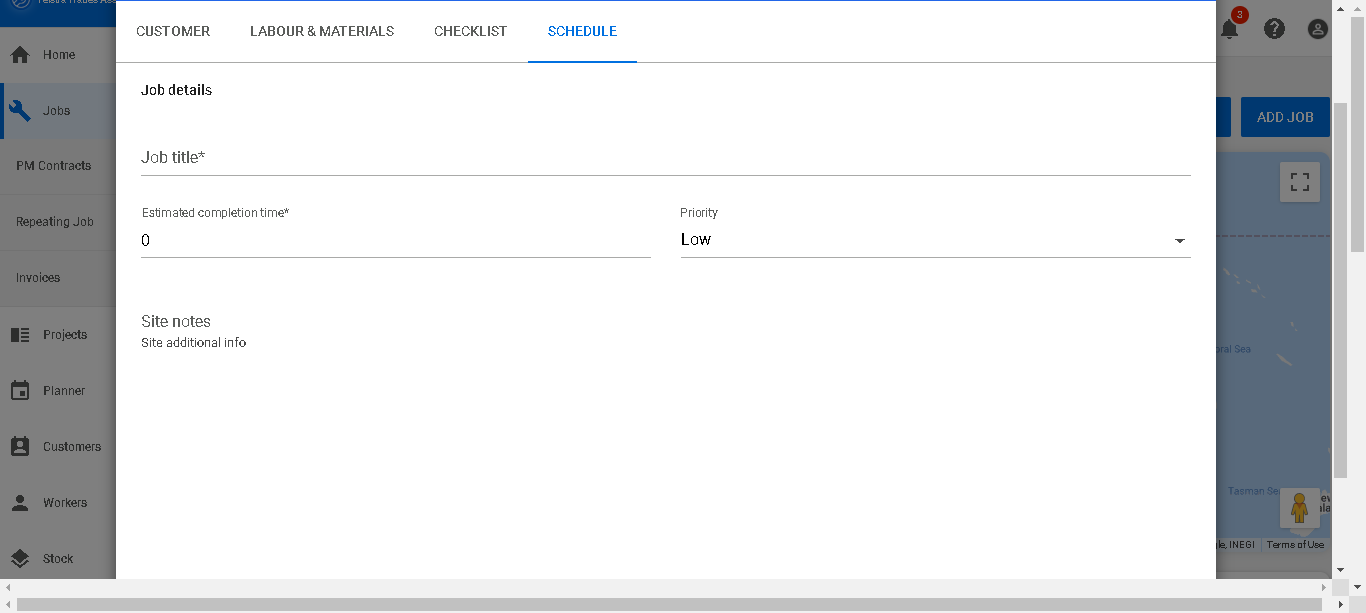 Telstra Trades Ass
Home
Jobs
PM Contracts
Repeating Job
Invoices
Projects
Planner
Customers
Workers
Stock
CUSTOMER
LABOUR & MATERIALS
CHECKLIST
SCHEDULE
Job details
Job title*
Estimated completion time*
0
Priority
Low
Site notes
Site additional info
3
ADD JOB
oral Sea
Tasman Se
gle, INEGI
Terms of Use